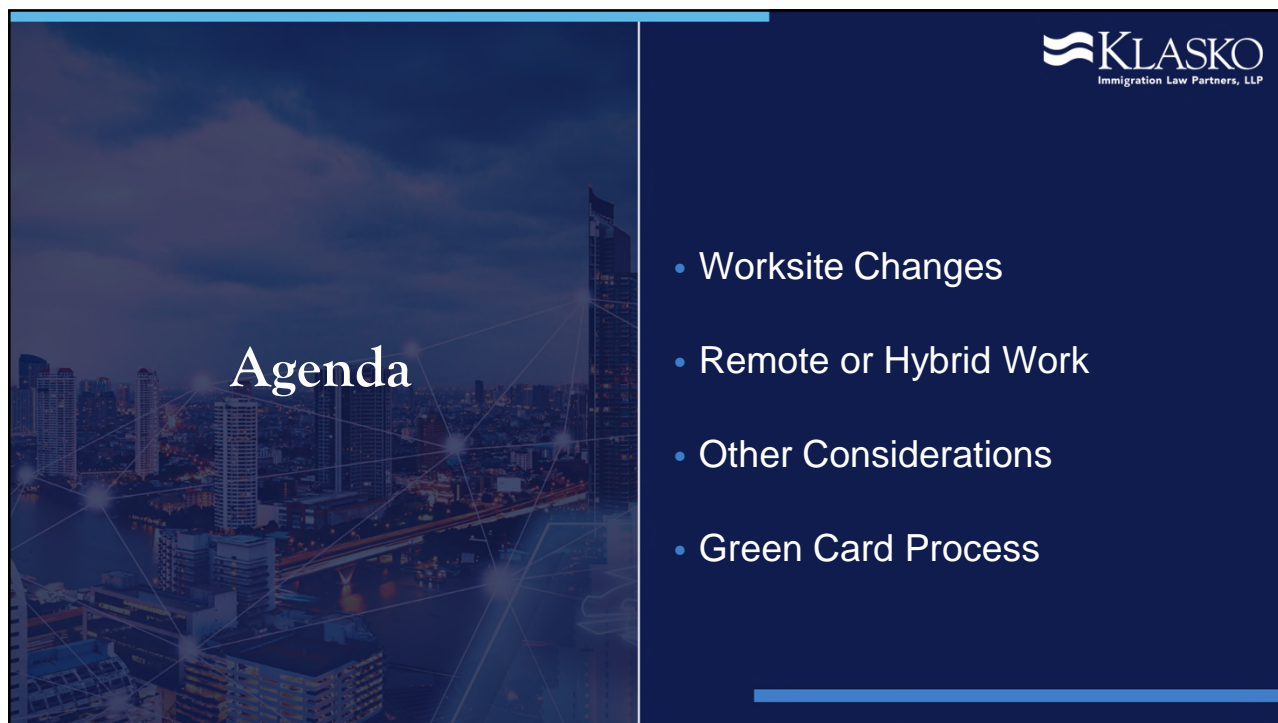 KLASKO
Immigration Law Partners, LLP
Agenda
• Worksite Changes
• Remote or Hybrid Work
• Other Considerations
• Green Card Process